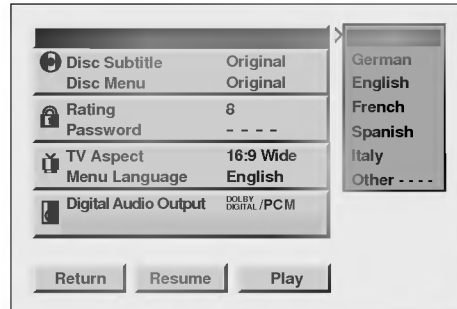 Disc Subtitle Original
Disc Menu Original
Rating 8
Password - - - -
TV Aspect 16:9 Wide
Menu Language English
Digital Audio Output DOLBY DIGITAL /PCM
German
English
French
Spanish
Italy
Other - - - -
Return Resume Play